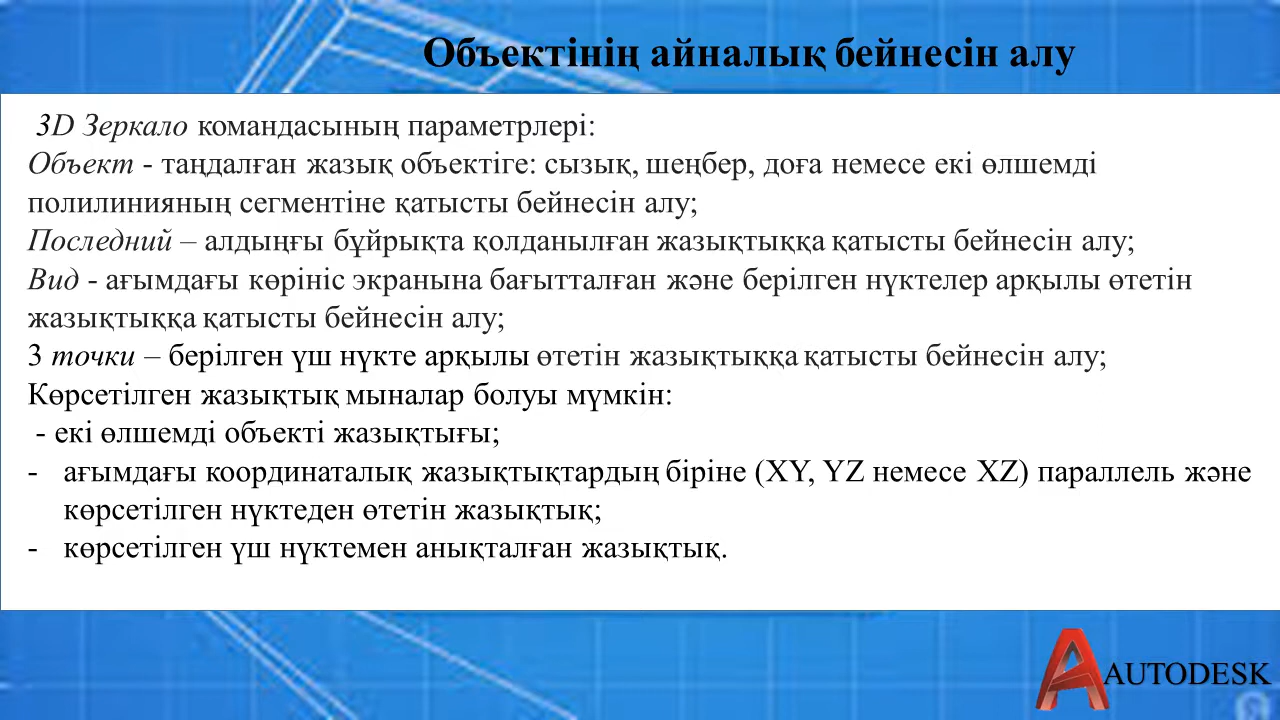 Объектінің айналық бейнесін алу
3D Зеркало командасының параметрлері:
Объект - таңдалған жазық объектіге: сызық, шеңбер, доға немесе екі өлшемді
полилинияның сегментіне қатысты бейнесін алу;
Последний – алдыңғы бұйрықта қолданылған жазықтыққа қатысты бейнесін алу;
Вид - ағымдағы көрініс экранына бағытталған және берілген нүктелер арқылы өтетін
жазықтыққа қатысты бейнесін алу;
3 точки – берілген үш нүкте арқылы өтетін жазықтыққа қатысты бейнесін алу;
Көрсетілген жазықтық мыналар болуы мүмкін:
- екі өлшемді объекті жазықтығы;
- ағымдағы координаталық жазықтықтардың біріне (XY, YZ немесе XZ) параллель және
көрсетілген нүктеден өтетін жазықтық;
- көрсетілген үш нүктемен анықталған жазықтық.
AUTODESK